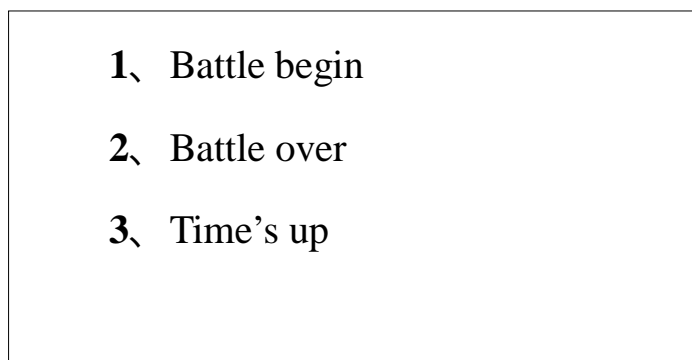 1、 Battle begin
2、 Battle over
3、 Time’s up